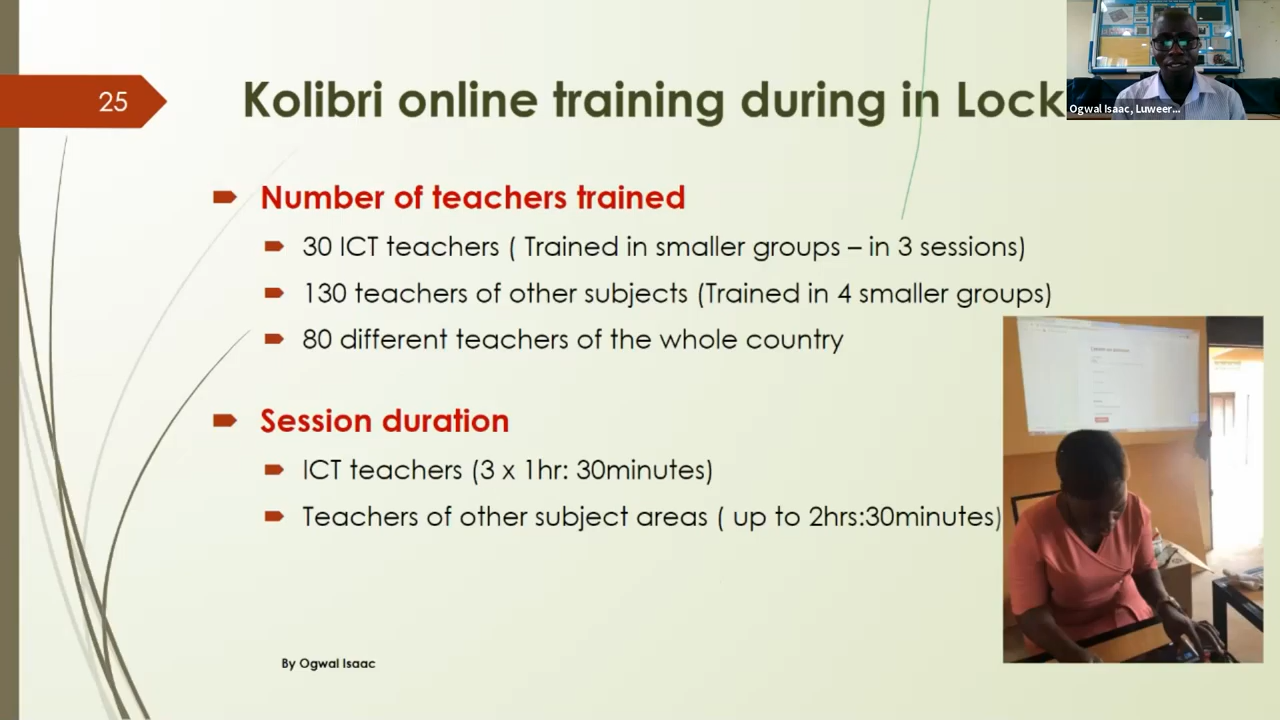 25
Kolibri online training during in Lock
Ogwal Isaac, Luweer...
Number of teachers trained
30 ICT teachers ( Trained in smaller groups – in 3 sessions)
130 teachers of other subjects (Trained in 4 smaller groups)
80 different teachers of the whole country
Session duration
ICT teachers (3 x 1hr: 30minutes)
Teachers of other subject areas ( up to 2hrs:30minutes)
By Ogwal Isaac